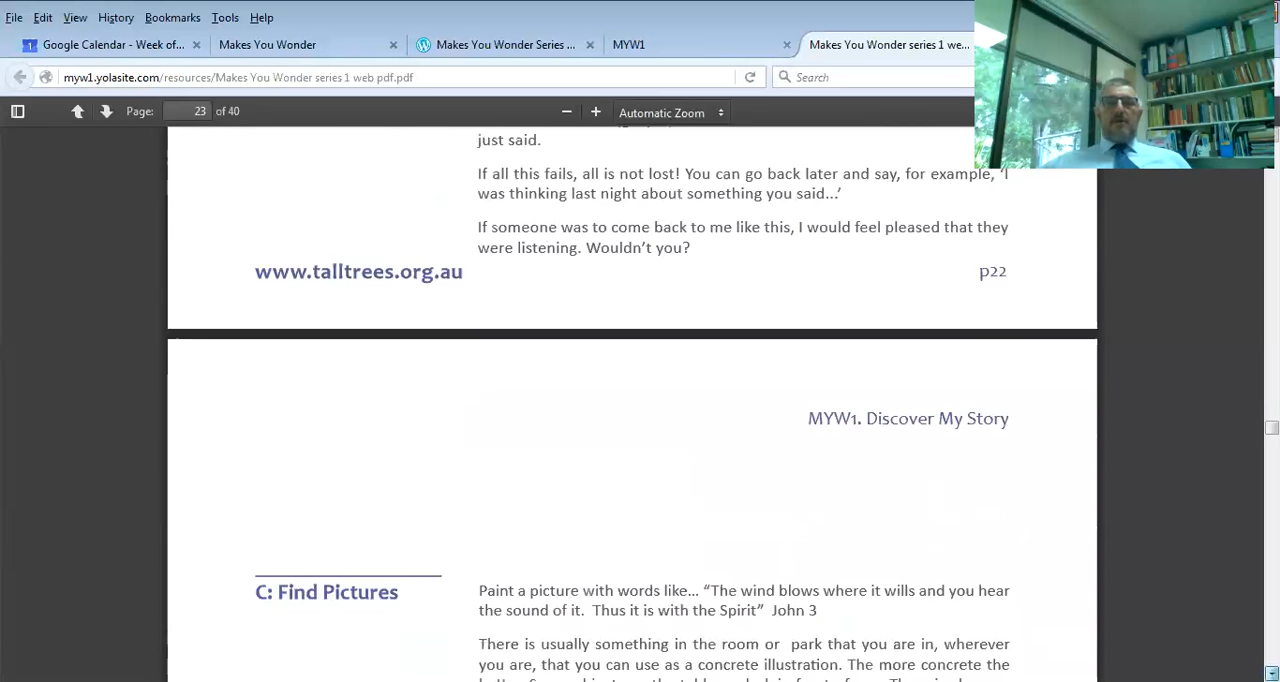 File Edit View History Bookmarks Tools Help
Google Calendar - Week of... × Makes You Wonder × Makes You Wonder Series ... × MYW1 × Makes You Wonder series 1 we...
myw1.yolasite.com/resources/Makes You Wonder series 1 web pdf.pdf Search
Page: 23 of 40 Automatic Zoom
just said.
If all this fails, all is not lost! You can go back later and say, for example, ‘I
was thinking last night about something you said...’
If someone was to come back to me like this, I would feel pleased that they
were listening. Wouldn’t you?
www.talltrees.org.au p22
MYW1. Discover My Story
C: Find Pictures
Paint a picture with words like... “The wind blows where it wills and you hear
the sound of it. Thus it is with the Spirit” John 3
There is usually something in the room or park that you are in, wherever
you are, that you can use as a concrete illustration. The more concrete the